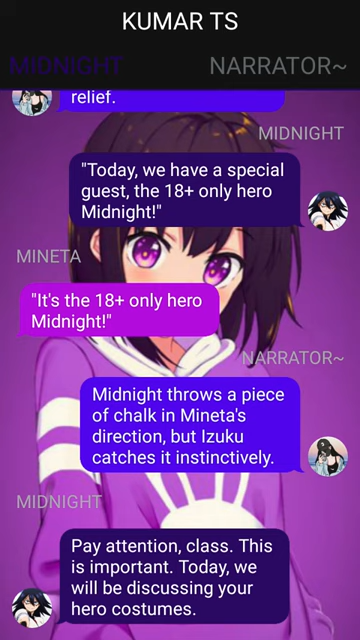 KUMAR TS
MIDNIGHT
NARRATOR~
relief.
MIDNIGHT
"Today, we have a special
guest, the 18+ only hero
Midnight!"
MINETA
"It's the 18+ only hero
Midnight!"
NARRATOR~
Midnight throws a piece
of chalk in Mineta's
direction, but Izuku
catches it instinctively.
MIDNIGHT
Pay attention, class. This
is important. Today, we
will be discussing your
hero costumes.